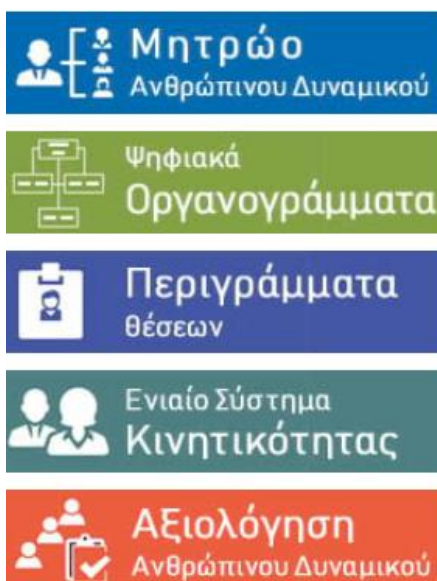 Μητρώο
Ανθρώπινου Δυναμικού
Ψηφιακά
Οργανογράμματα
Περιγράμματα
θέσεων
Ενιαίο Σύστημα
Κινητικότητας
Αξιολόγηση
Ανθρώπινου Δυναμικού